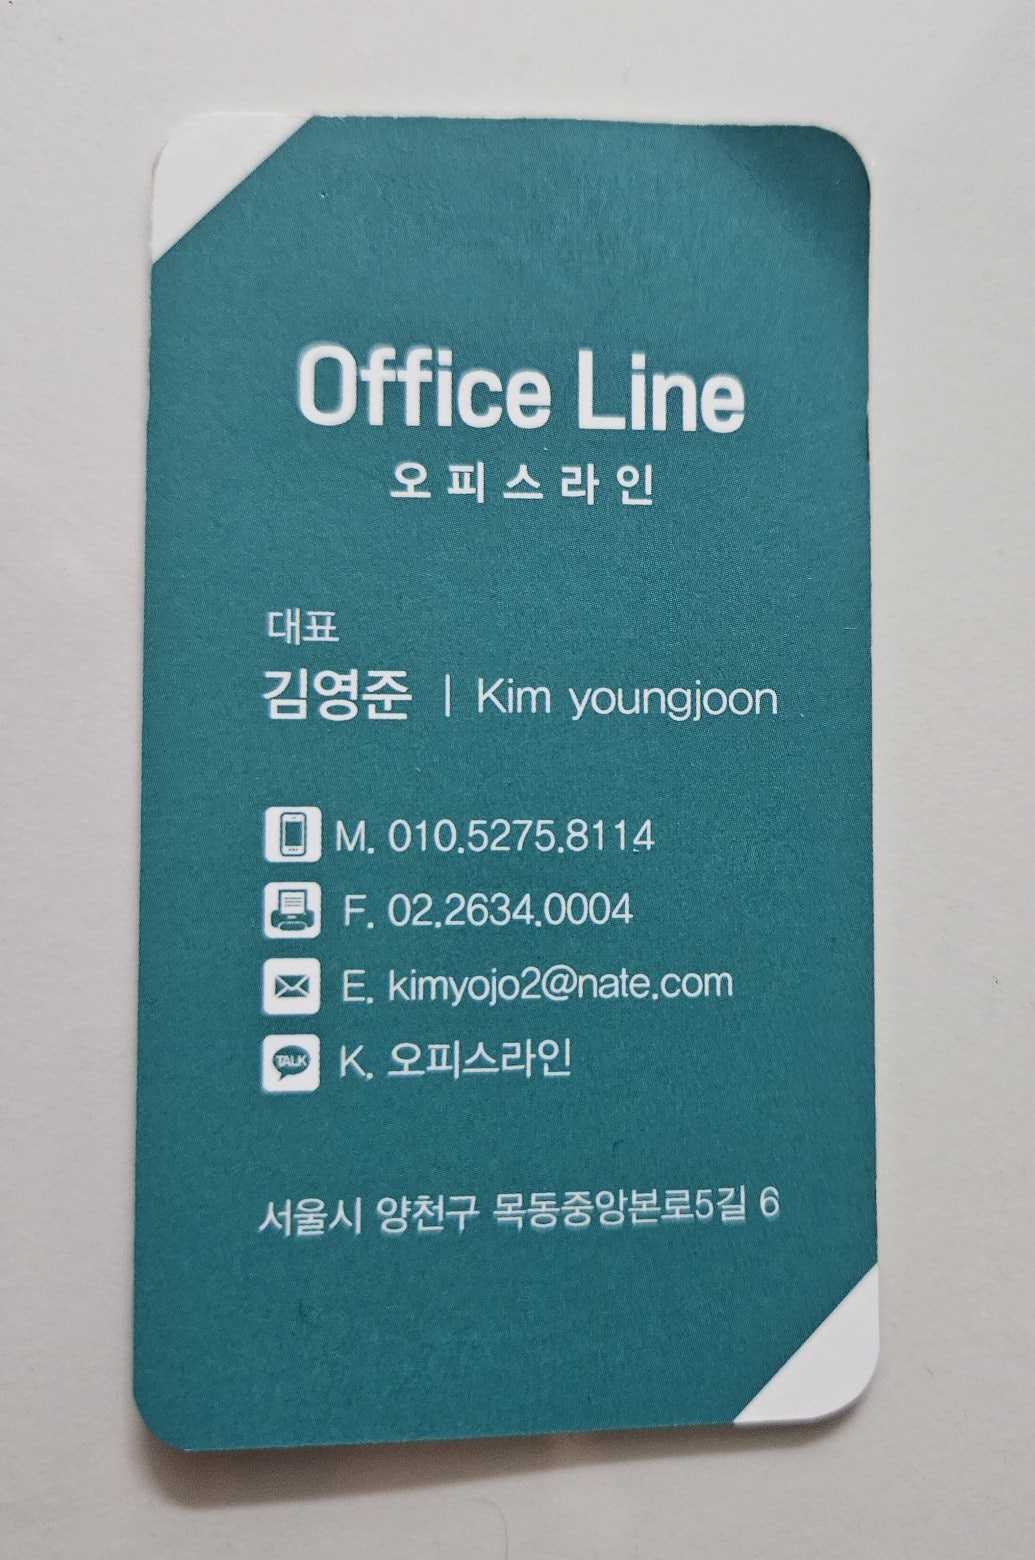 Office Line
오피스라인
대표
김영준 | Kim youngjoon
M. 010.5275.8114
F. 02.2634.0004
E. kimyojo2@nate.com
TALK K. 오피스라인
서울시 양천구 목동중앙본로5길 6